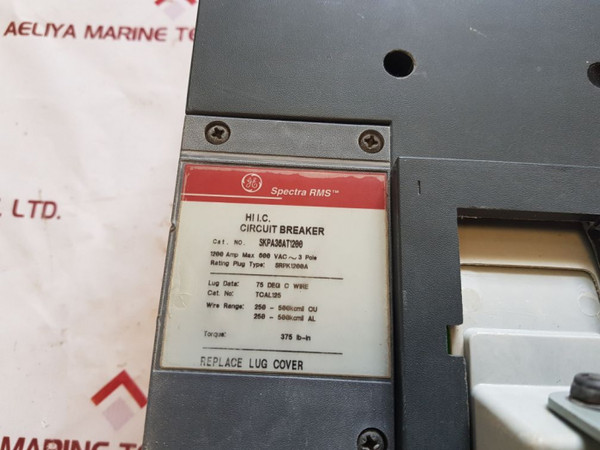 AELIYA MARINE TE
LTD.
GE Spectra RMS™
HI I.C.
CIRCUIT BREAKER
Cat. NO. SKPA36AT1200
1200 Amp Max 600 VAC ~ 3 Pole
Rating Plug Type: SRPK1200A
Lug Data: 75 DEG C WIRE
Cat. No: TCAL125
Wire Range: 250 - 500kcmil CU
250 - 500kcmil AL
Torque: 375 lb-in
REPLACE LUG COVER
1
A MARINE TE